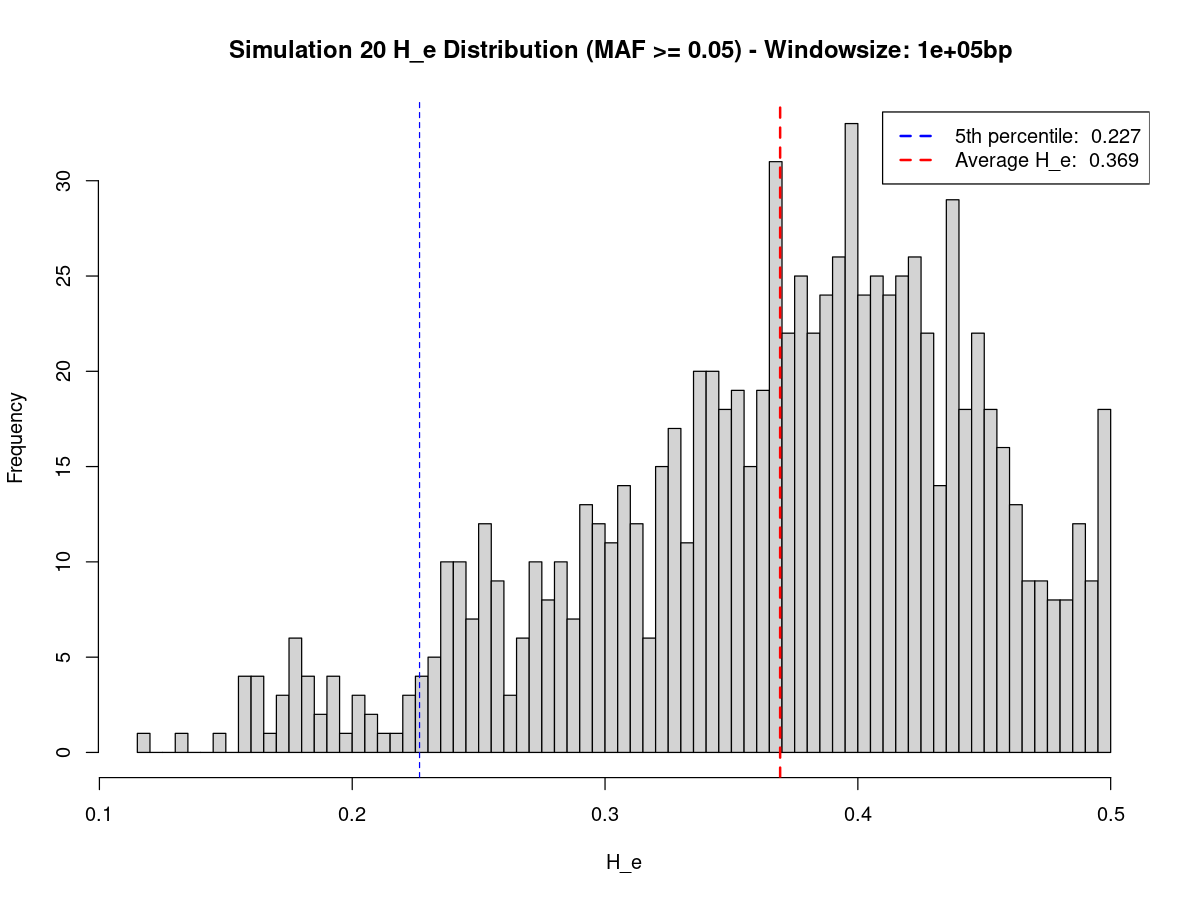 Simulation 20 H_e Distribution (MAF >= 0.05) - Windowsize: 1e+05bp
5th percentile:  0.227
Average H_e:  0.369
Frequency
30
25
20
15
10
5
0
0.1 0.2 0.3 0.4 0.5
H_e